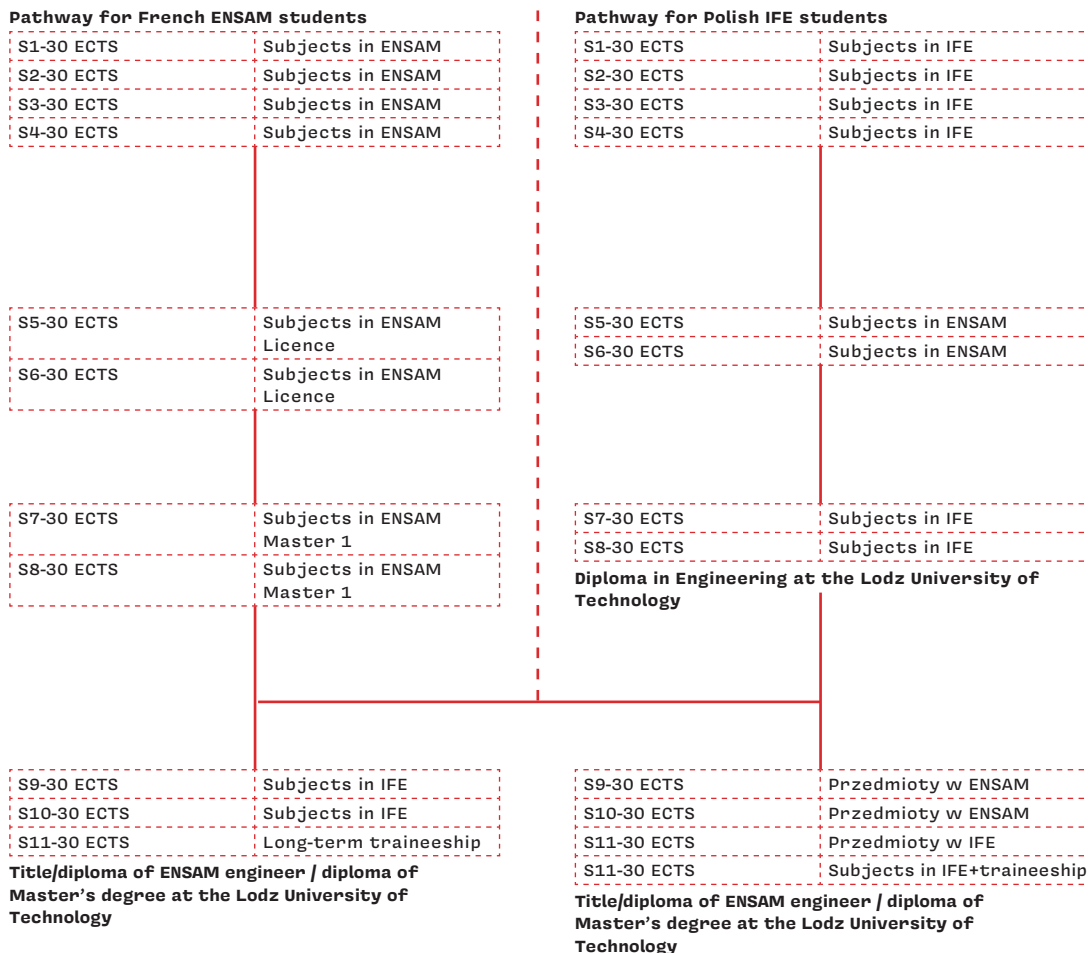 Pathway for French ENSAM students
S1-30 ECTS Subjects in ENSAM
S2-30 ECTS Subjects in ENSAM
S3-30 ECTS Subjects in ENSAM
S4-30 ECTS Subjects in ENSAM
S5-30 ECTS Subjects in ENSAM
Licence
S6-30 ECTS Subjects in ENSAM
Licence
S7-30 ECTS Subjects in ENSAM
Master 1
S8-30 ECTS Subjects in ENSAM
Master 1
S9-30 ECTS Subjects in IFE
S10-30 ECTS Subjects in IFE
S11-30 ECTS Long-term traineeship
Title/diploma of ENSAM engineer / diploma of
Master's degree at the Lodz University of
Technology
Pathway for Polish IFE students
S1-30 ECTS Subjects in IFE
S2-30 ECTS Subjects in IFE
S3-30 ECTS Subjects in IFE
S4-30 ECTS Subjects in IFE
S5-30 ECTS Subjects in ENSAM
S6-30 ECTS Subjects in ENSAM
S7-30 ECTS Subjects in IFE
S8-30 ECTS Subjects in IFE
Diploma in Engineering at the Lodz University of
Technology
S9-30 ECTS Przedmioty w ENSAM
S10-30 ECTS Przedmioty w ENSAM
S11-30 ECTS Przedmioty w IFE
S11-30 ECTS Subjects in IFE+traineeship
Title/diploma of ENSAM engineer / diploma of
Master's degree at the Lodz University of
Technology